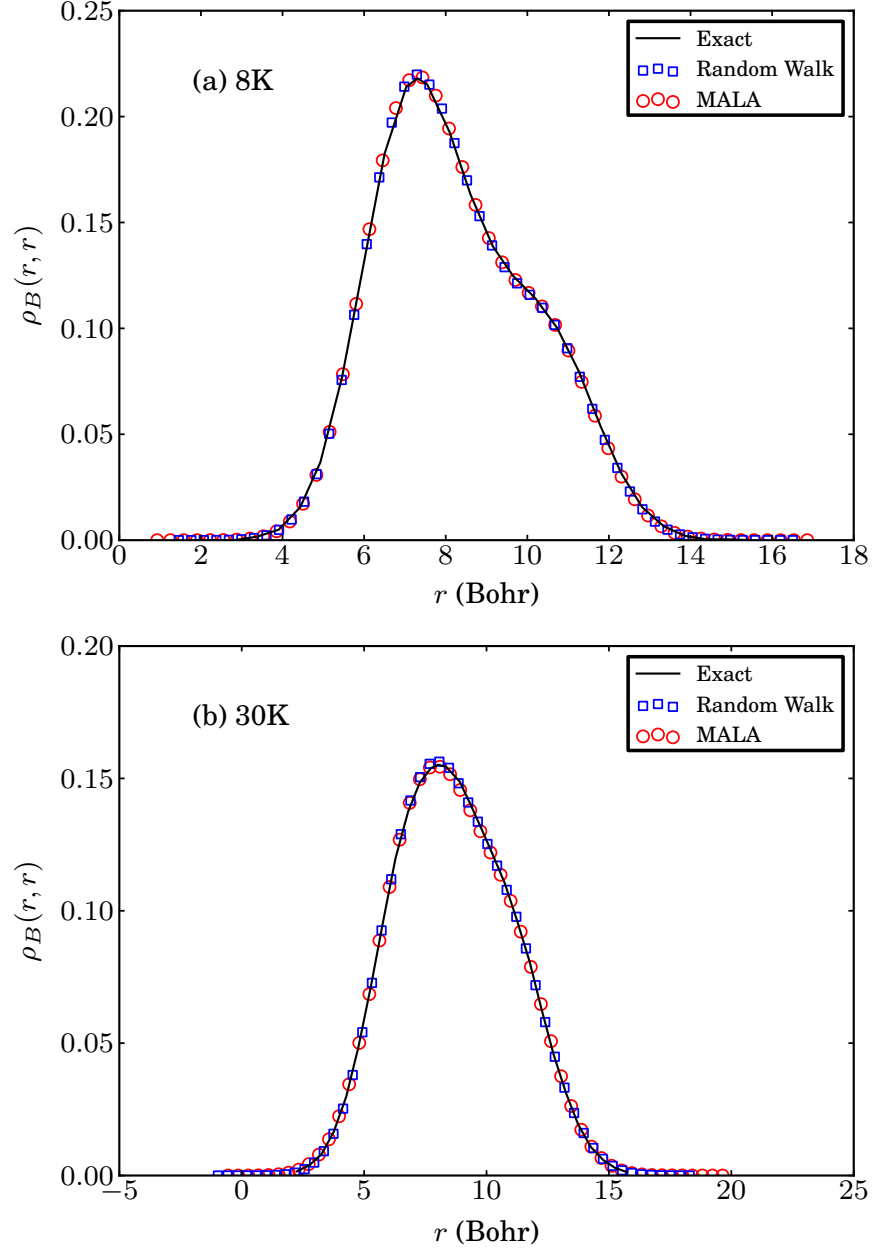 0.25
Exact
(a) 8K
Random Walk
MALA
0.20
0.15
ρ_B(r, r)
0.10
0.05
0.00
0 2 4 6 8 10 12 14 16 18
r (Bohr)
0.20
Exact
(b) 30K
Random Walk
MALA
0.15
ρ_B(r, r)
0.10
0.05
0.00
−5 0 5 10 15 20 25
r (Bohr)